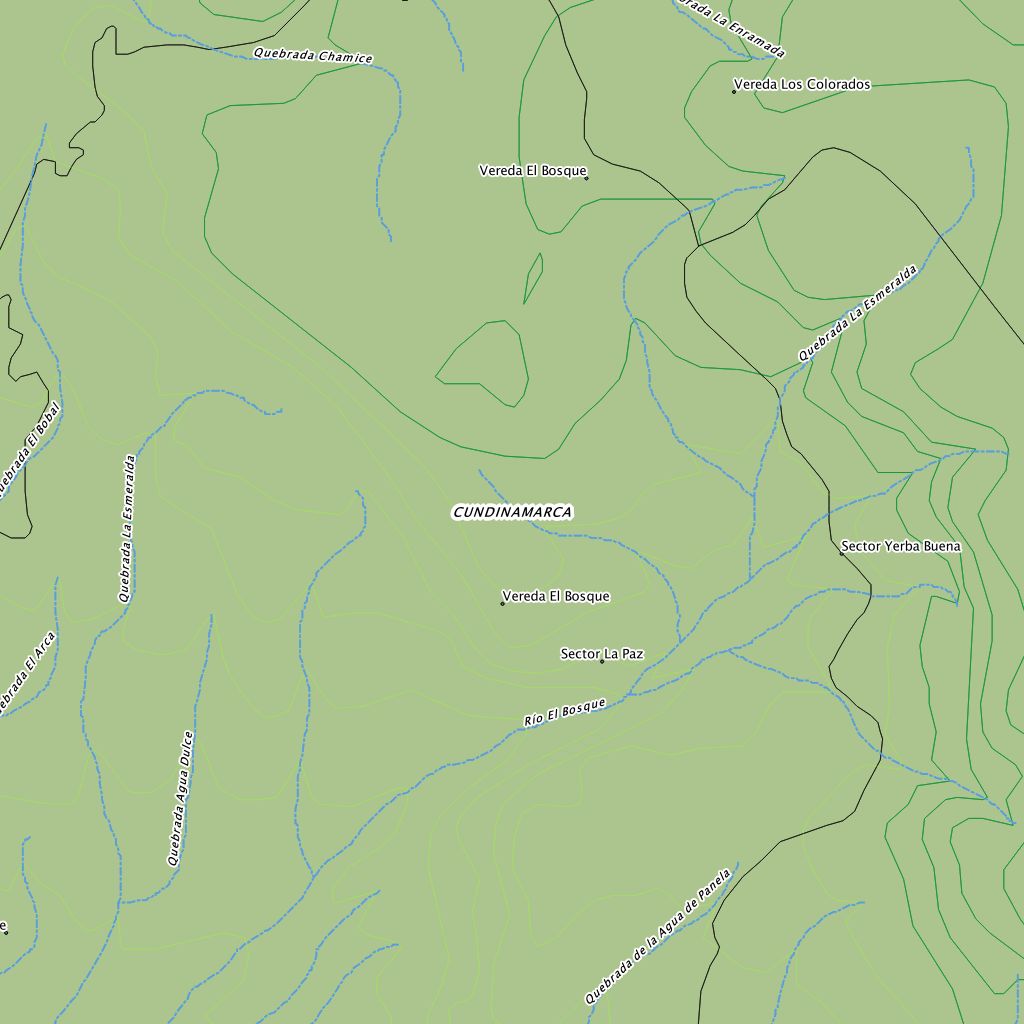 Quebrada La Enramada
Quebrada Chamice
Vereda Los Colorados
Vereda El Bosque
Quebrada La Esmeralda
Quebrada El Bobal
Quebrada La Esmeralda
CUNDINAMARCA
Sector Yerba Buena
Vereda El Bosque
Sector La Paz
Quebrada El Arca
Río El Bosque
Quebrada Agua Dulce
Quebrada de la Agua de Panela
e